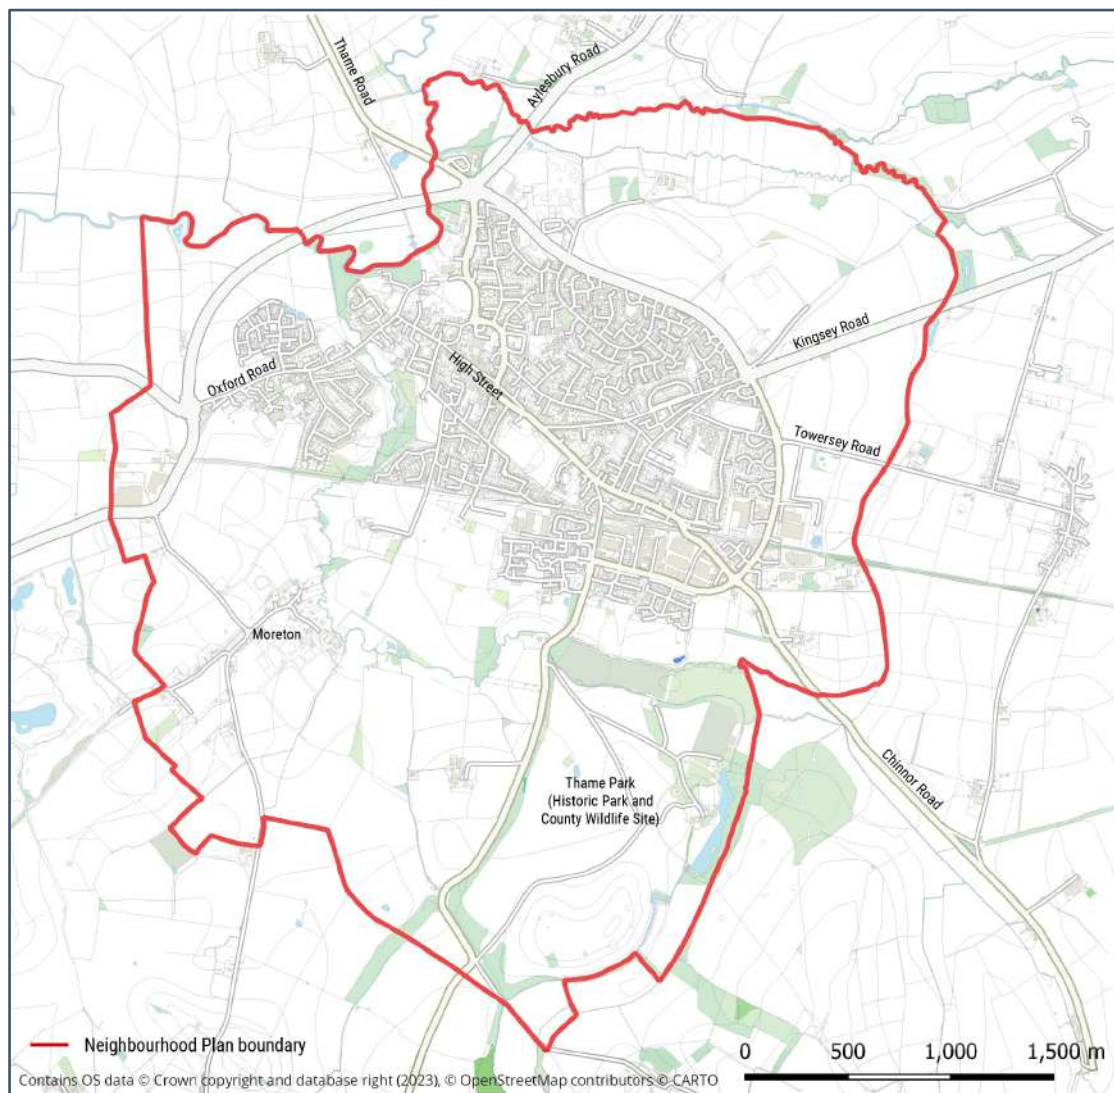 Thame Road
Aylesbury Road
Kingsey Road
Oxford Road
High Street
Towersey Road
Moreton
Chinnor Road
Thame Park
(Historic Park and
County Wildlife Site)
Neighbourhood Plan boundary
0 500 1,000 1,500 m
Contains OS data © Crown copyright and database right (2023), © OpenStreetMap contributors © CARTO